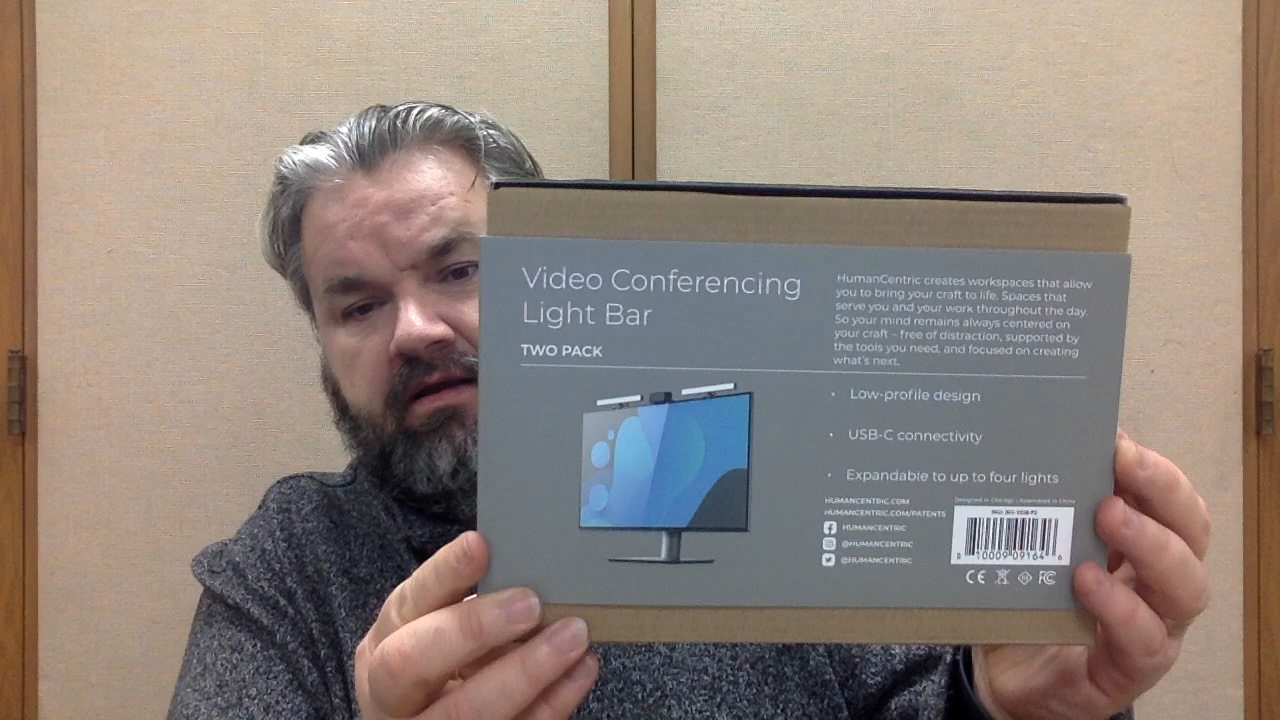 Video Conferencing
Light Bar
TWO PACK
HumanCentric creates workspaces that allow
you to bring your craft to life. Spaces that
serve you and your work throughout the day.
So your mind remains always centered on
your craft – free of distraction, supported by
the tools you need, and focused on creating
what's next.
• Low-profile design
• USB-C connectivity
• Expandable to up to four lights
HUMANCENTRIC.COM
HUMANCENTRIC.COM/PATENTS
HUMANCENTRIC
@HUMANCENTRIC
@HUMANCENTRIC
Designed in Chicago | Assembled in China
0 10009 09164 6
CE FC